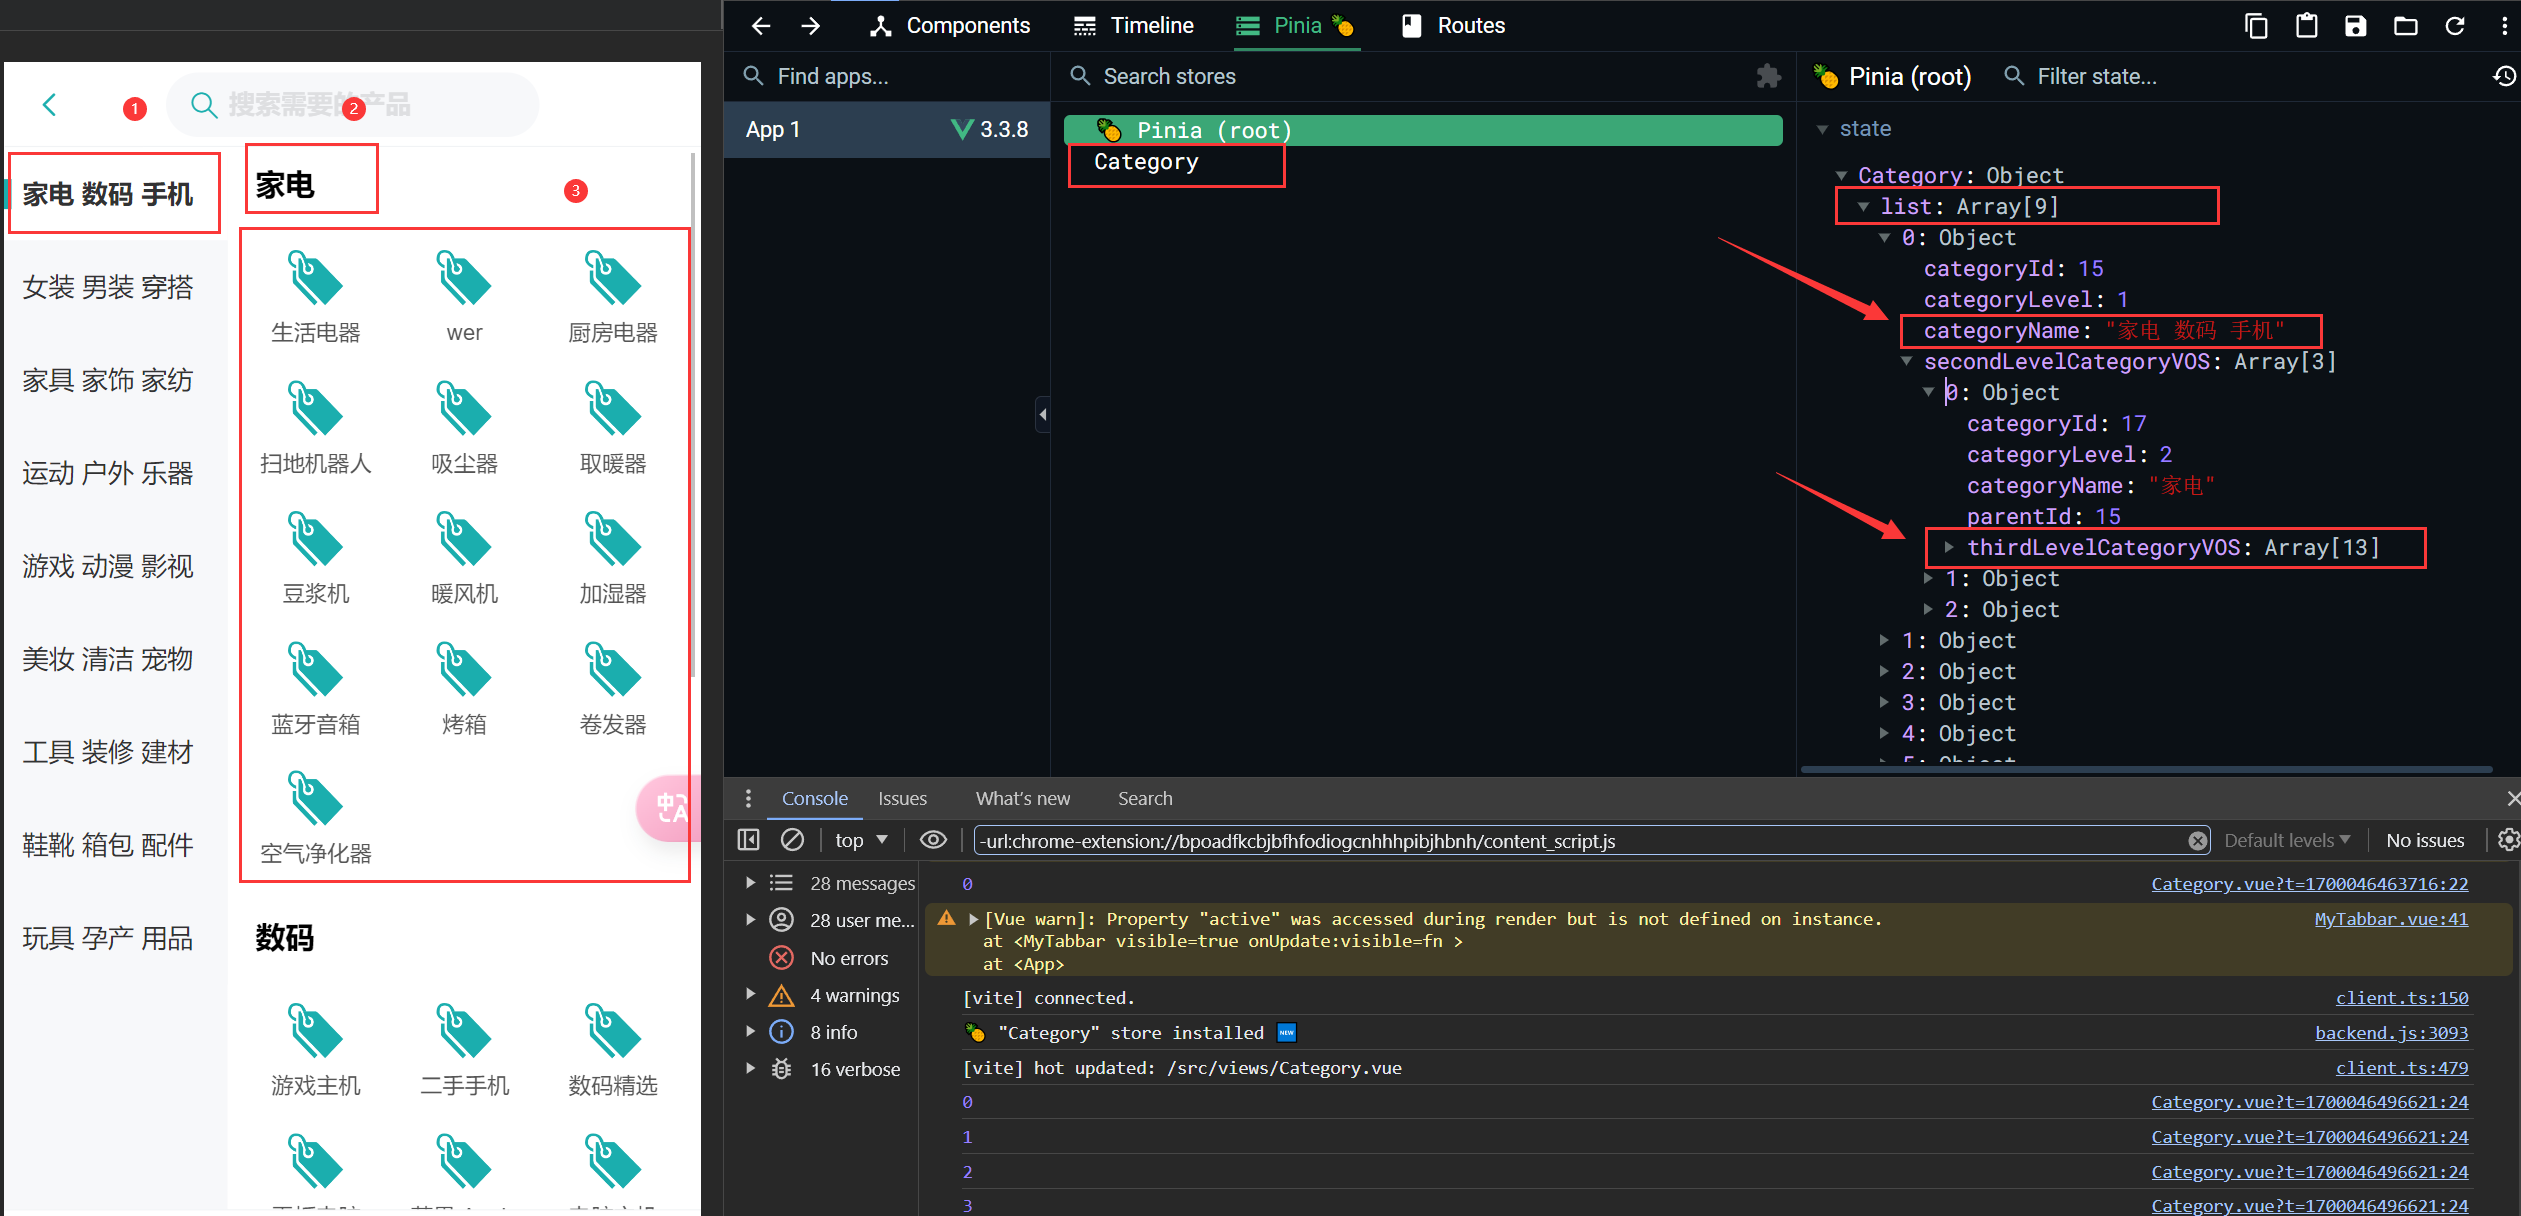 1
搜索需要的产品
2
家电 数码 手机
女装 男装 穿搭
家具 家饰 家纺
运动 户外 乐器
游戏 动漫 影视
美妆 清洁 宠物
工具 装修 建材
鞋靴 箱包 配件
玩具 孕产 用品
家电
3
生活电器 wer 厨房电器
扫地机器人 吸尘器 取暖器
豆浆机 暖风机 加湿器
蓝牙音箱 烤箱 卷发器
空气净化器
中A
数码
游戏主机 二手手机 数码精选
Components Timeline Pinia 🍍 Routes
Find apps...
App 1 3.3.8
Search stores
🍍 Pinia (root)
Category
🍍 Pinia (root) Filter state...
state
Category: Object
list: Array[9]
0: Object
categoryId: 15
categoryLevel: 1
categoryName: "家电 数码 手机"
secondLevelCategoryVOS: Array[3]
0: Object
categoryId: 17
categoryLevel: 2
categoryName: "家电"
parentId: 15
thirdLevelCategoryVOS: Array[13]
1: Object
2: Object
1: Object
2: Object
3: Object
4: Object
5: Object
Console Issues What's new Search
top -url:chrome-extension://bpoadfkcbjbfhfodiogcnhhhpibjhbnh/content_script.js Default levels No issues
28 messages
28 user me...
No errors
4 warnings
8 info
16 verbose
0 Category.vue?t=1700046463716:22
[Vue warn]: Property "active" was accessed during render but is not defined on instance. MyTabbar.vue:41
at <MyTabbar visible=true onUpdate:visible=fn >
at <App>
[vite] connected. client.ts:150
🍍 "Category" store installed 🆕 backend.js:3093
[vite] hot updated: /src/views/Category.vue client.ts:479
0 Category.vue?t=1700046496621:24
1 Category.vue?t=1700046496621:24
2 Category.vue?t=1700046496621:24
3 Category.vue?t=1700046496621:24